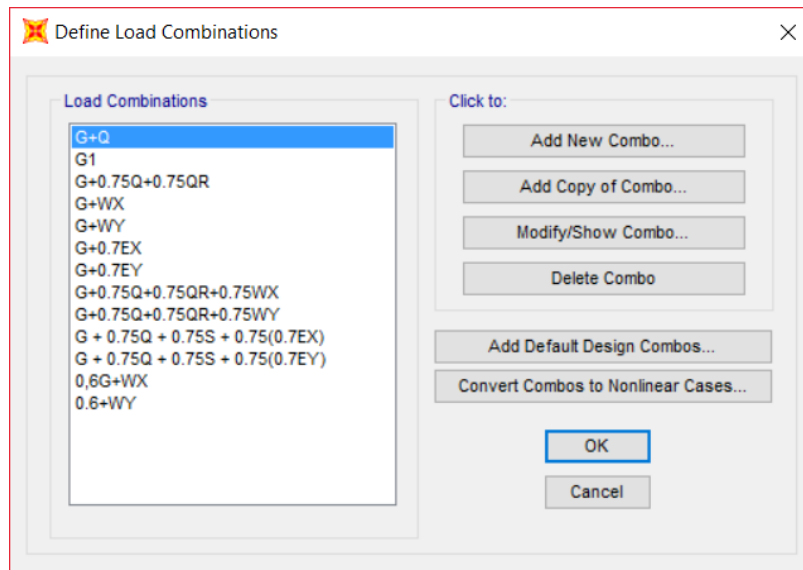 Define Load Combinations
Load Combinations
G+Q
G1
G+0.75Q+0.75QR
G+WX
G+WY
G+0.7EX
G+0.7EY
G+0.75Q+0.75QR+0.75WX
G+0.75Q+0.75QR+0.75WY
G + 0.75Q + 0.75S + 0.75(0.7EX)
G + 0.75Q + 0.75S + 0.75(0.7EY)
0,6G+WX
0.6+WY
Click to:
Add New Combo...
Add Copy of Combo...
Modify/Show Combo...
Delete Combo
Add Default Design Combos...
Convert Combos to Nonlinear Cases...
OK
Cancel